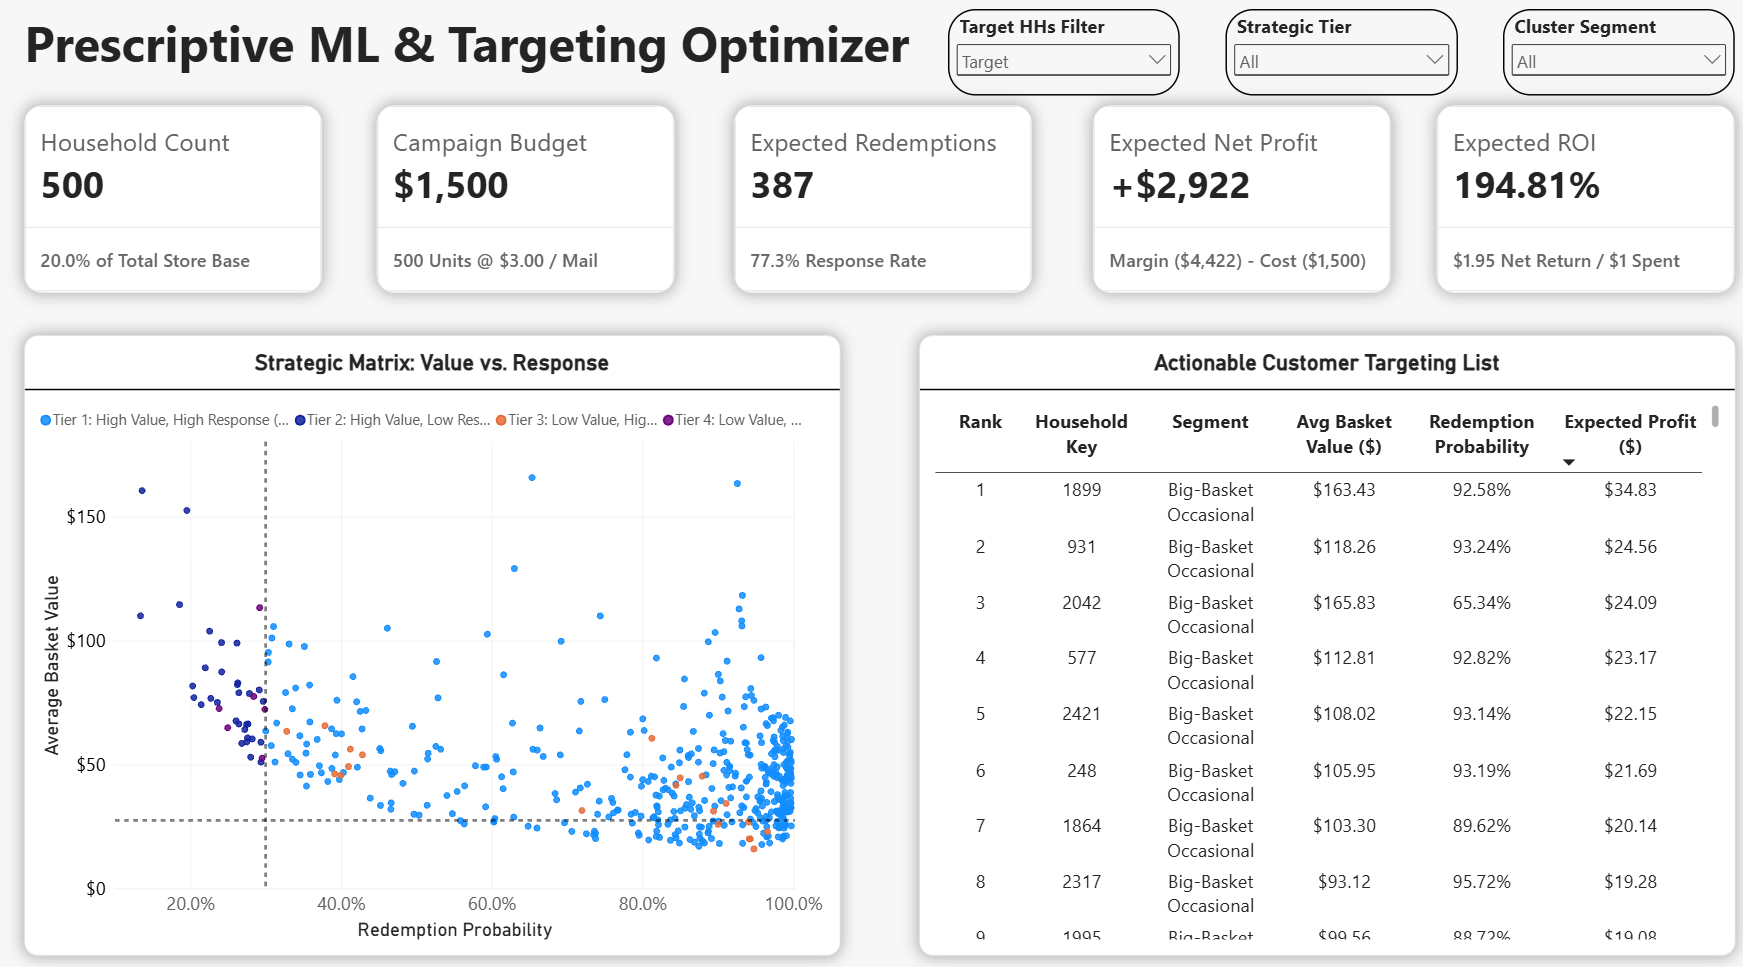 Prescriptive ML & Targeting Optimizer
Target HHs Filter
Target
Strategic Tier
All
Cluster Segment
All
Household Count
500
20.0% of Total Store Base
Campaign Budget
$1,500
500 Units @ $3.00 / Mail
Expected Redemptions
387
77.3% Response Rate
Expected Net Profit
+$2,922
Margin ($4,422) - Cost ($1,500)
Expected ROI
194.81%
$1.95 Net Return / $1 Spent
Strategic Matrix: Value vs. Response
Tier 1: High Value, High Response (... Tier 2: High Value, Low Res... Tier 3: Low Value, Hig... Tier 4: Low Value, ...
Average Basket Value
$150
$100
$50
$0
20.0% 40.0% 60.0% 80.0% 100.0%
Redemption Probability
Actionable Customer Targeting List
Rank Household Key Segment Avg Basket Value ($) Redemption Probability Expected Profit ($)
1 1899 Big-Basket Occasional $163.43 92.58% $34.83
2 931 Big-Basket Occasional $118.26 93.24% $24.56
3 2042 Big-Basket Occasional $165.83 65.34% $24.09
4 577 Big-Basket Occasional $112.81 92.82% $23.17
5 2421 Big-Basket Occasional $108.02 93.14% $22.15
6 248 Big-Basket Occasional $105.95 93.19% $21.69
7 1864 Big-Basket Occasional $103.30 89.62% $20.14
8 2317 Big-Basket Occasional $93.12 95.72% $19.28
9 1995 Big-Basket $99.56 88.72% $19.08